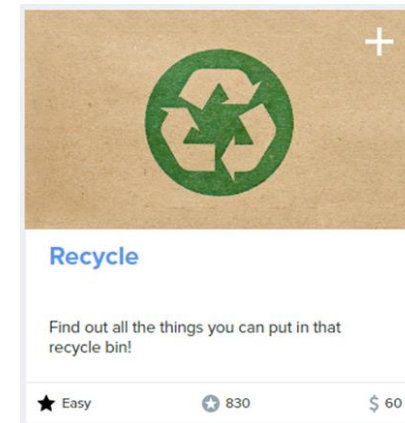 Recycle
Find out all the things you can put in that
recycle bin!
Easy
830
$ 60